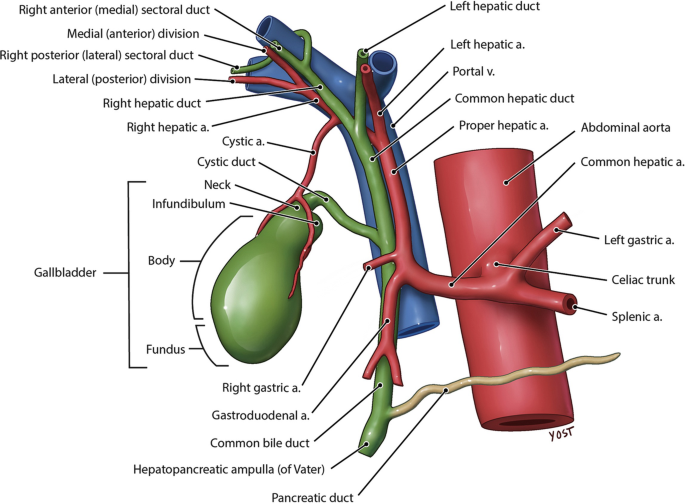 Right anterior (medial) sectoral duct
Medial (anterior) division
Right posterior (lateral) sectoral duct
Lateral (posterior) division
Right hepatic duct
Right hepatic a.
Cystic a.
Cystic duct
Neck
Infundibulum
Gallbladder
Body
Fundus
Right gastric a.
Gastroduodenal a.
Common bile duct
Hepatopancreatic ampulla (of Vater)
Pancreatic duct
Left hepatic duct
Left hepatic a.
Portal v.
Common hepatic duct
Proper hepatic a.
Abdominal aorta
Common hepatic a.
Left gastric a.
Celiac trunk
Splenic a.
YOST